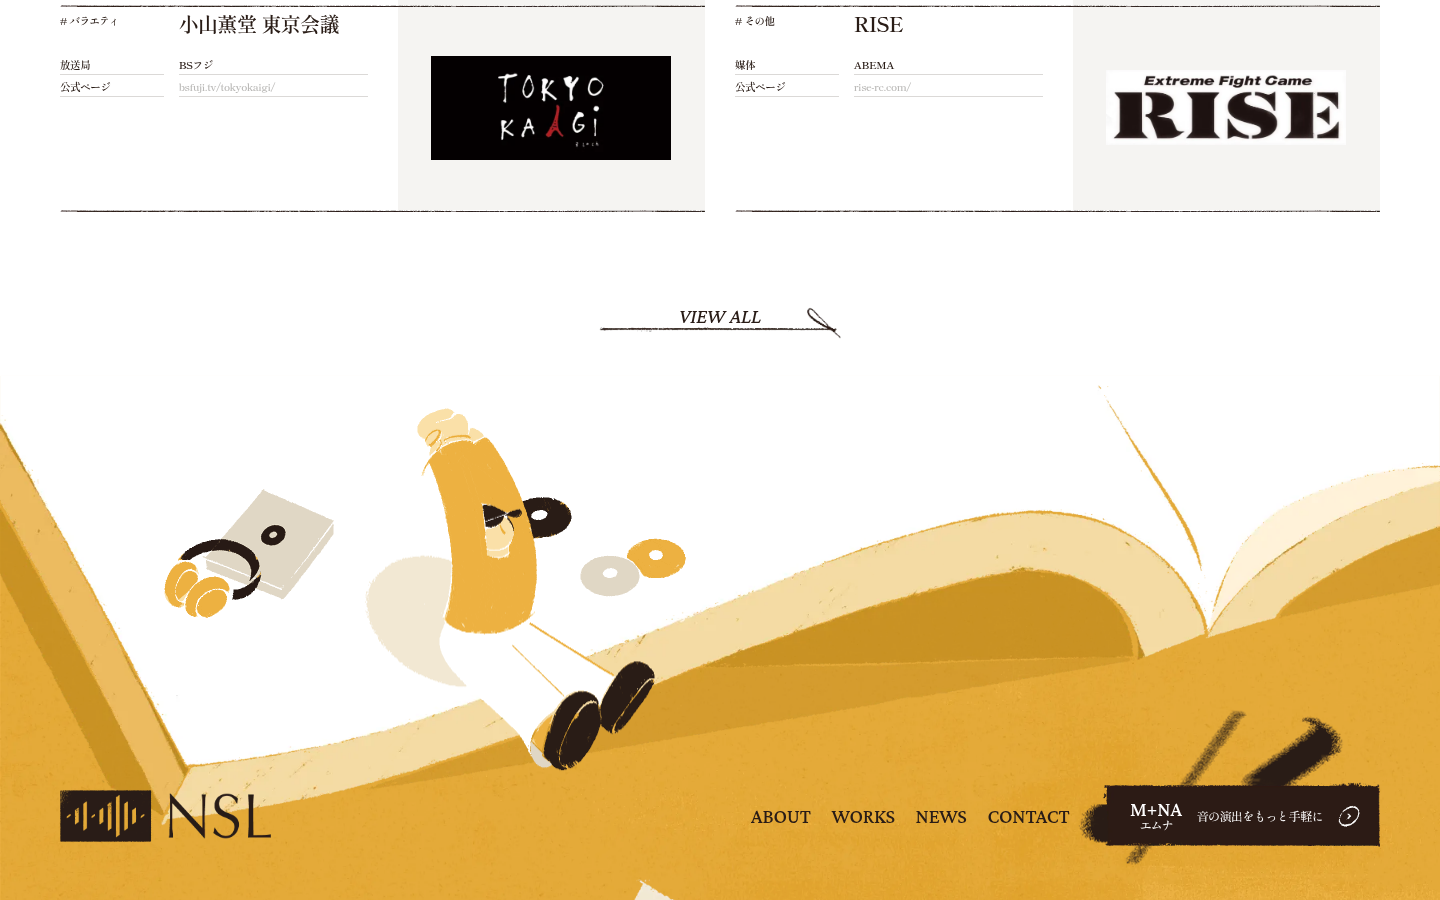 # バラエティ
小山薫堂 東京会議
放送局
BSフジ
公式ページ
bsfuji.tv/tokyokaigi/
TOKYO
KAIGI
# その他
RISE
媒体
ABEMA
公式ページ
rise-rc.com/
Extreme Fight Game
RISE
VIEW ALL
NSL
ABOUT
WORKS
NEWS
CONTACT
M+NA
エムナ
音の演出をもっと手軽に